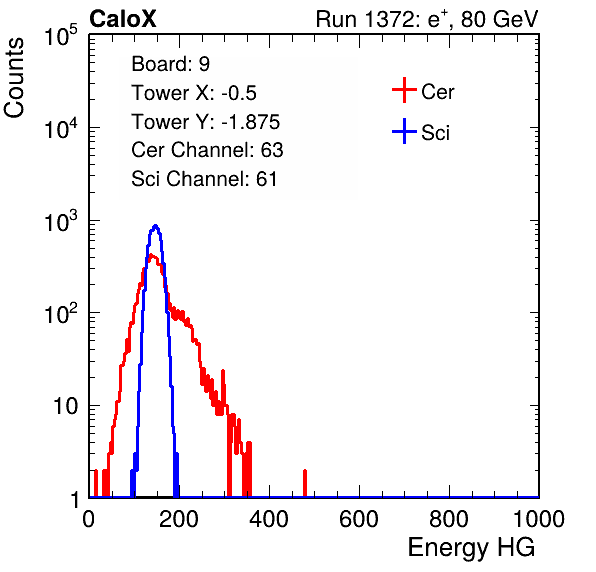 CaloX Run 1372: e⁺, 80 GeV
Counts
10⁵
10⁴
10³
10²
10
1
Board: 9
Tower X: -0.5
Tower Y: -1.875
Cer Channel: 63
Sci Channel: 61
Cer
Sci
0 200 400 600 800 1000
Energy HG